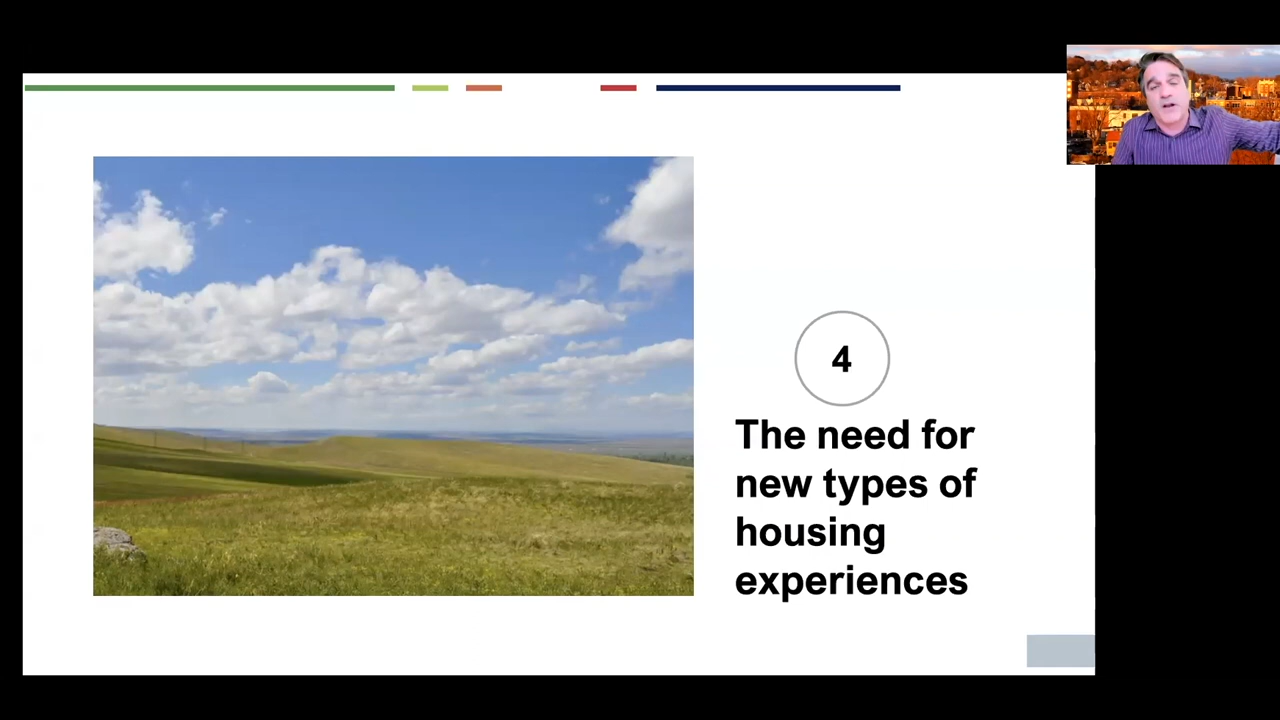 4
The need for
new types of
housing
experiences